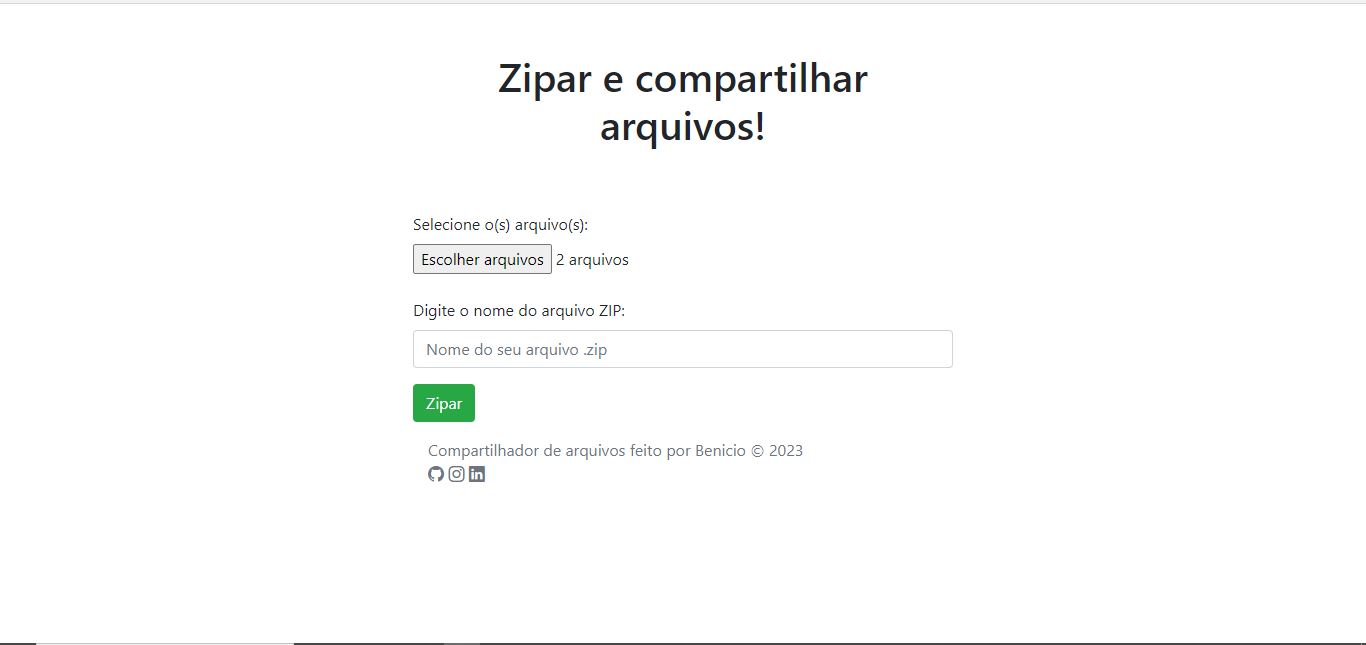 Zipar e compartilhar
arquivos!
Selecione o(s) arquivo(s):
Escolher arquivos 2 arquivos
Digite o nome do arquivo ZIP:
Nome do seu arquivo .zip
Zipar
Compartilhador de arquivos feito por Benicio © 2023